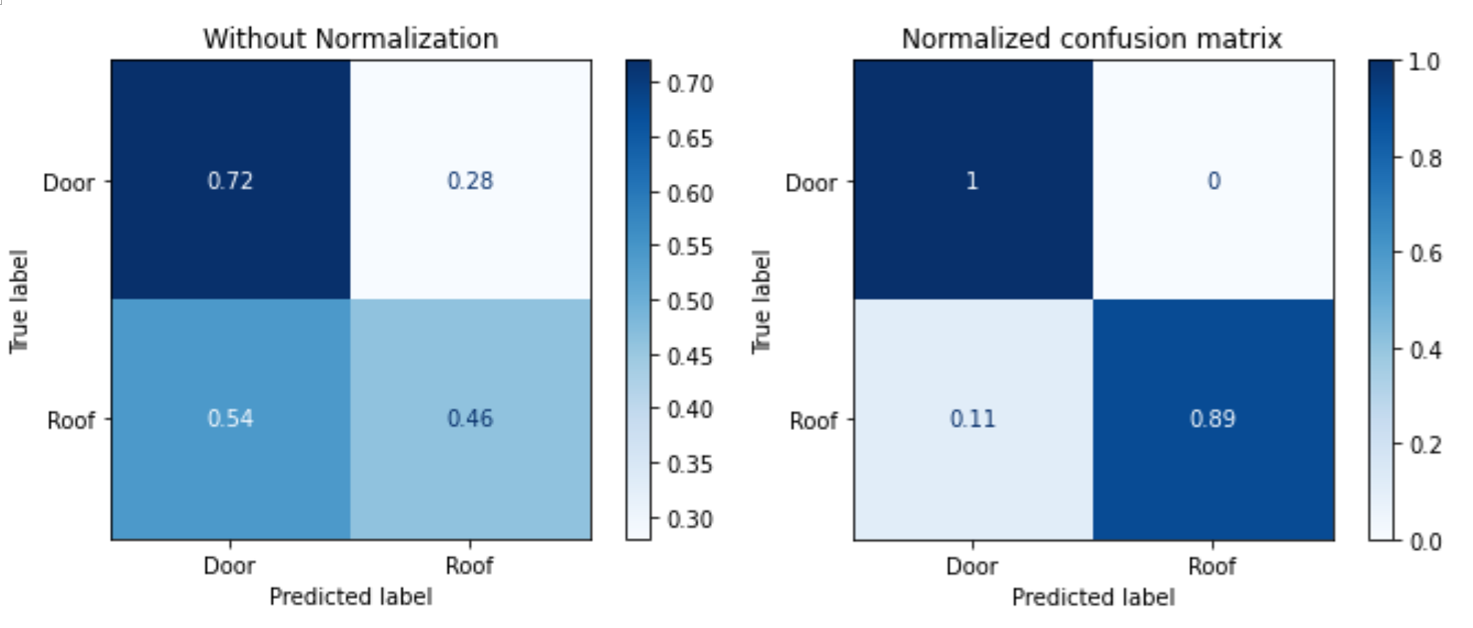 Without Normalization
True label
Door
Roof
0.72
0.28
0.54
0.46
Door
Roof
Predicted label
0.70
0.65
0.60
0.55
0.50
0.45
0.40
0.35
0.30
Normalized confusion matrix
True label
Door
Roof
1
0
0.11
0.89
Door
Roof
Predicted label
1.0
0.8
0.6
0.4
0.2
0.0